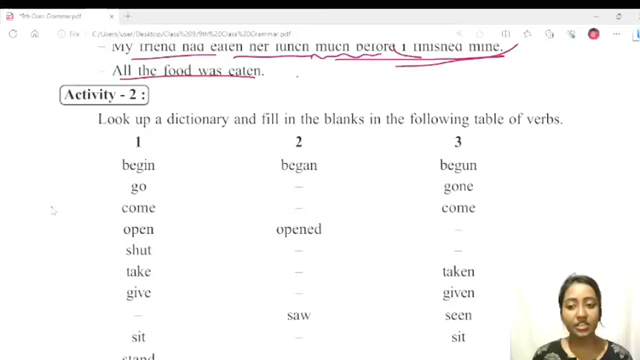 *9th Class Grammar.pdf
File | C:/Users/user/Desktop/Class%209/9th%20Class%20Grammar.pdf
– My friend had eaten her lunch much before I finished mine.
– All the food was eaten.
Activity - 2 :
Look up a dictionary and fill in the blanks in the following table of verbs.
1 2 3
begin began begun
go – gone
come – come
open opened –
shut – –
take – taken
give – given
– saw seen
sit – sit
stand